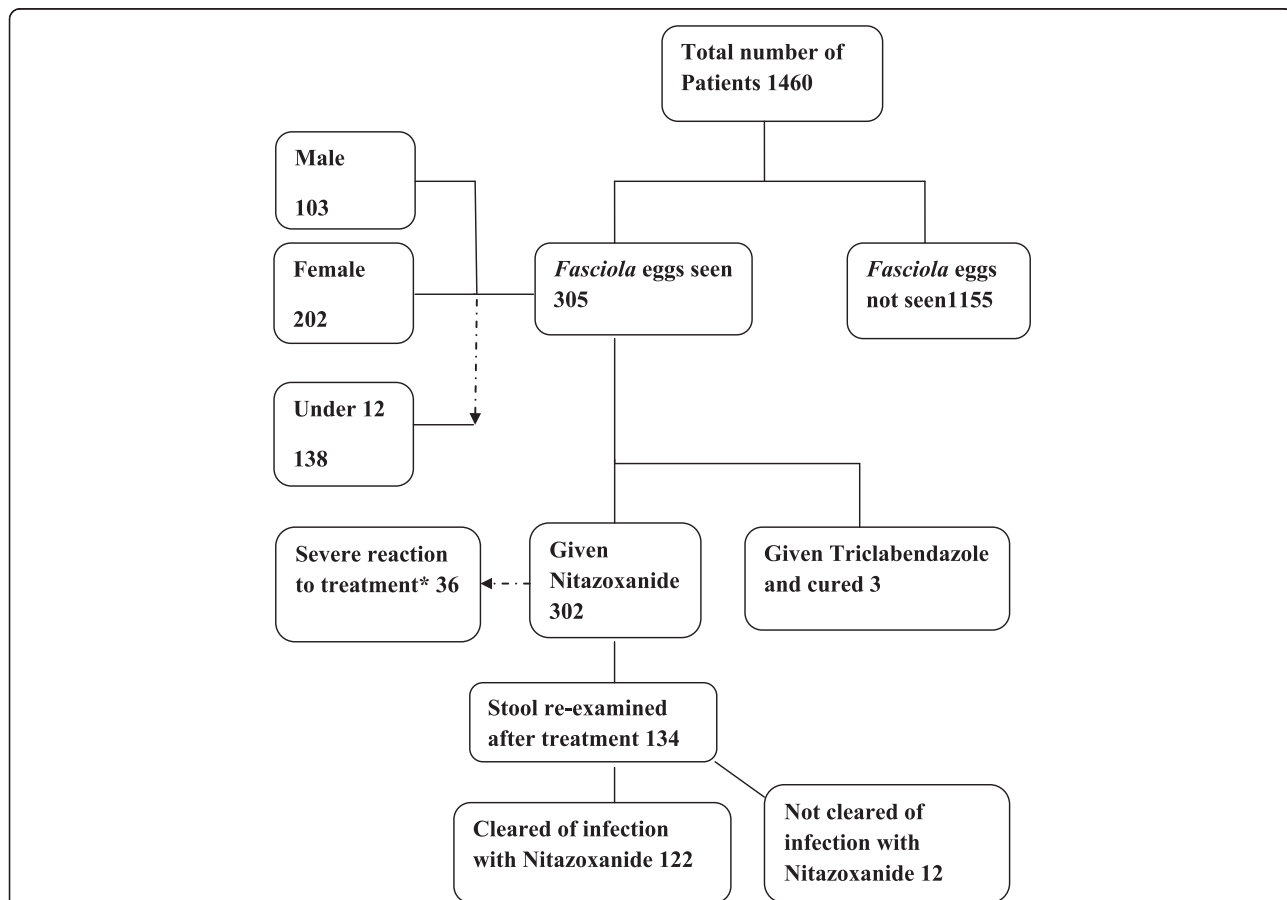 Total number of
Patients 1460
Male
103
Female
202
Fasciola eggs seen
305
Fasciola eggs
not seen1155
Under 12
138
Severe reaction
to treatment* 36
Given
Nitazoxanide
302
Given Triclabendazole
and cured 3
Stool re-examined
after treatment 134
Cleared of infection
with Nitazoxanide 122
Not cleared of
infection with
Nitazoxanide 12